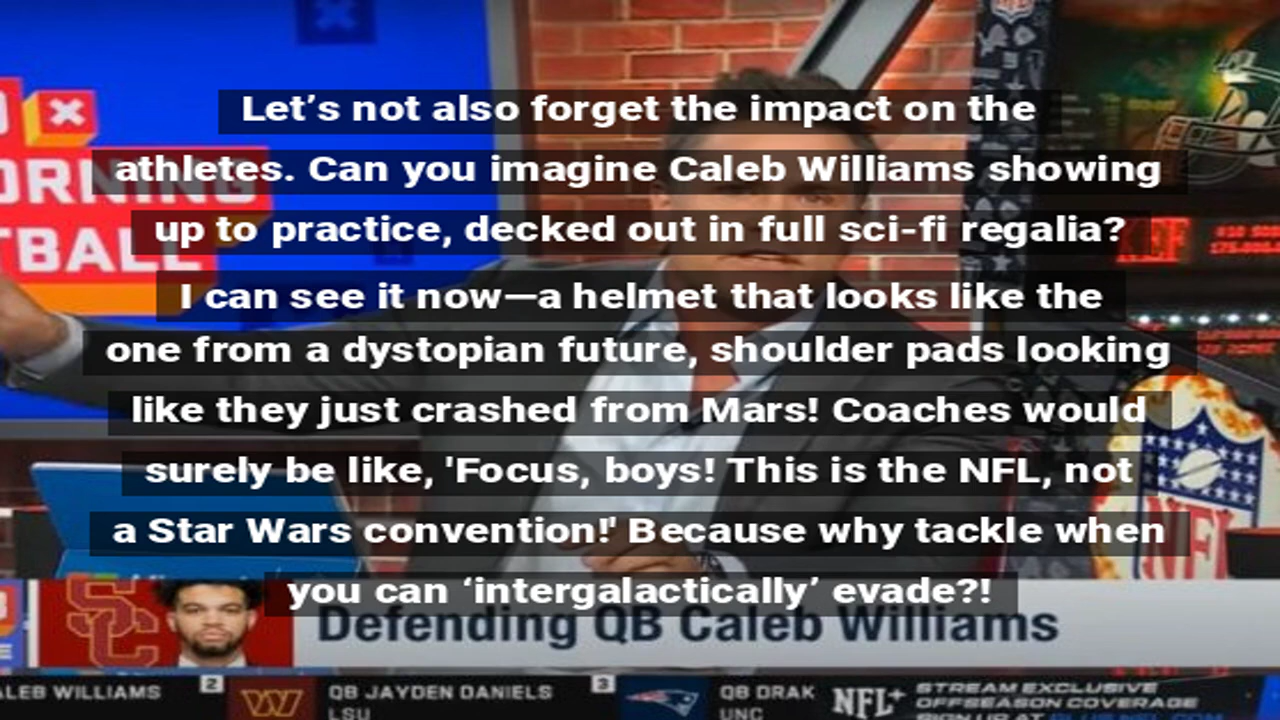 Let's not also forget the impact on the
athletes. Can you imagine Caleb Williams showing
up to practice, decked out in full sci-fi regalia?
I can see it now—a helmet that looks like the
one from a dystopian future, shoulder pads looking
like they just crashed from Mars! Coaches would
surely be like, 'Focus, boys! This is the NFL, not
a Star Wars convention!' Because why tackle when
you can ‘intergalactically’ evade?!
TBALL
NFL
SC
Defending QB Caleb Williams
CALEB WILLIAMS
2
W
QB JAYDEN DANIELS
LSU
3
QB DRAK
UNC
NFL+
STREAM EXCLUSIVE
OFFSEASON COVERAGE